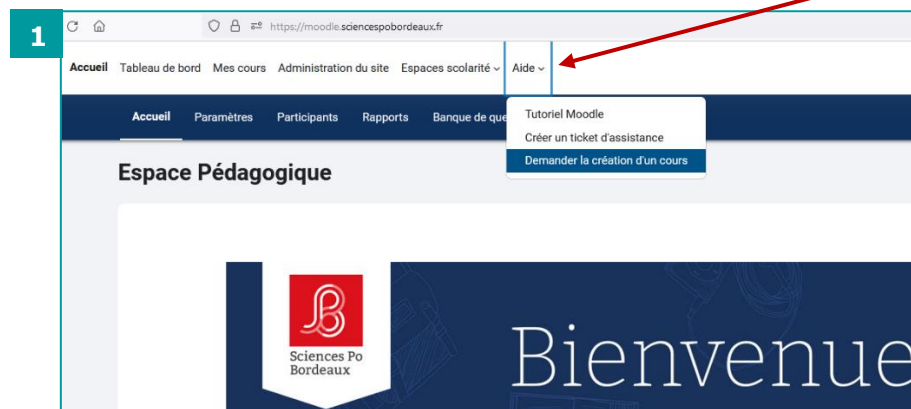 1
https://moodle.sciencespobordeaux.fr
Accueil Tableau de bord Mes cours Administration du site Espaces scolarité Aide
Accueil Paramètres Participants Rapports Banque de que
Tutoriel Moodle
Créer un ticket d'assistance
Demander la création d'un cours
Espace Pédagogique
Sciences Po
Bordeaux
Bienvenue